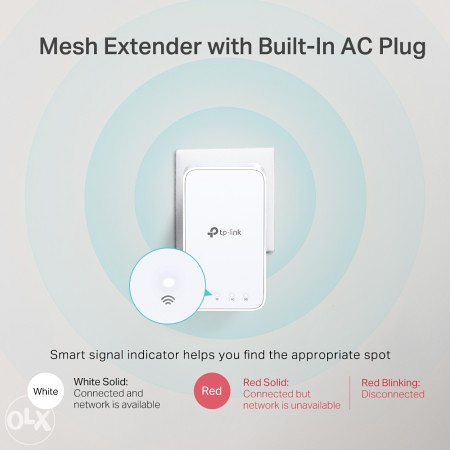 Mesh Extender with Built-In AC Plug
tp-link
Smart signal indicator helps you find the appropriate spot
White
White Solid:
Connected and
network is available
Red
Red Solid:
Connected but
network is unavailable
Red Blinking:
Disconnected
OLX